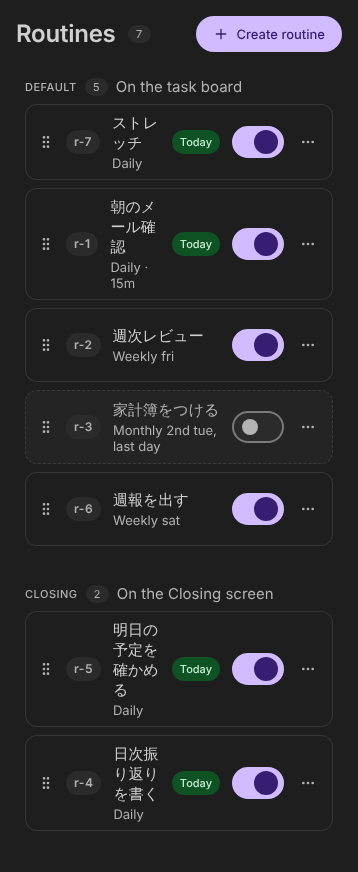 Routines 7 + Create routine
DEFAULT 5 On the task board
r-7 ストレ
ッチ
Daily
Today
r-1 朝のメ
ール確
認
Daily ·
15m
Today
r-2 週次レビュー
Weekly fri
r-3 家計簿をつける
Monthly 2nd tue,
last day
r-6 週報を出す
Weekly sat
CLOSING 2 On the Closing screen
r-5 明日の
予定を
確かめ
る
Daily
Today
r-4 日次振
り返り
を書く
Daily
Today